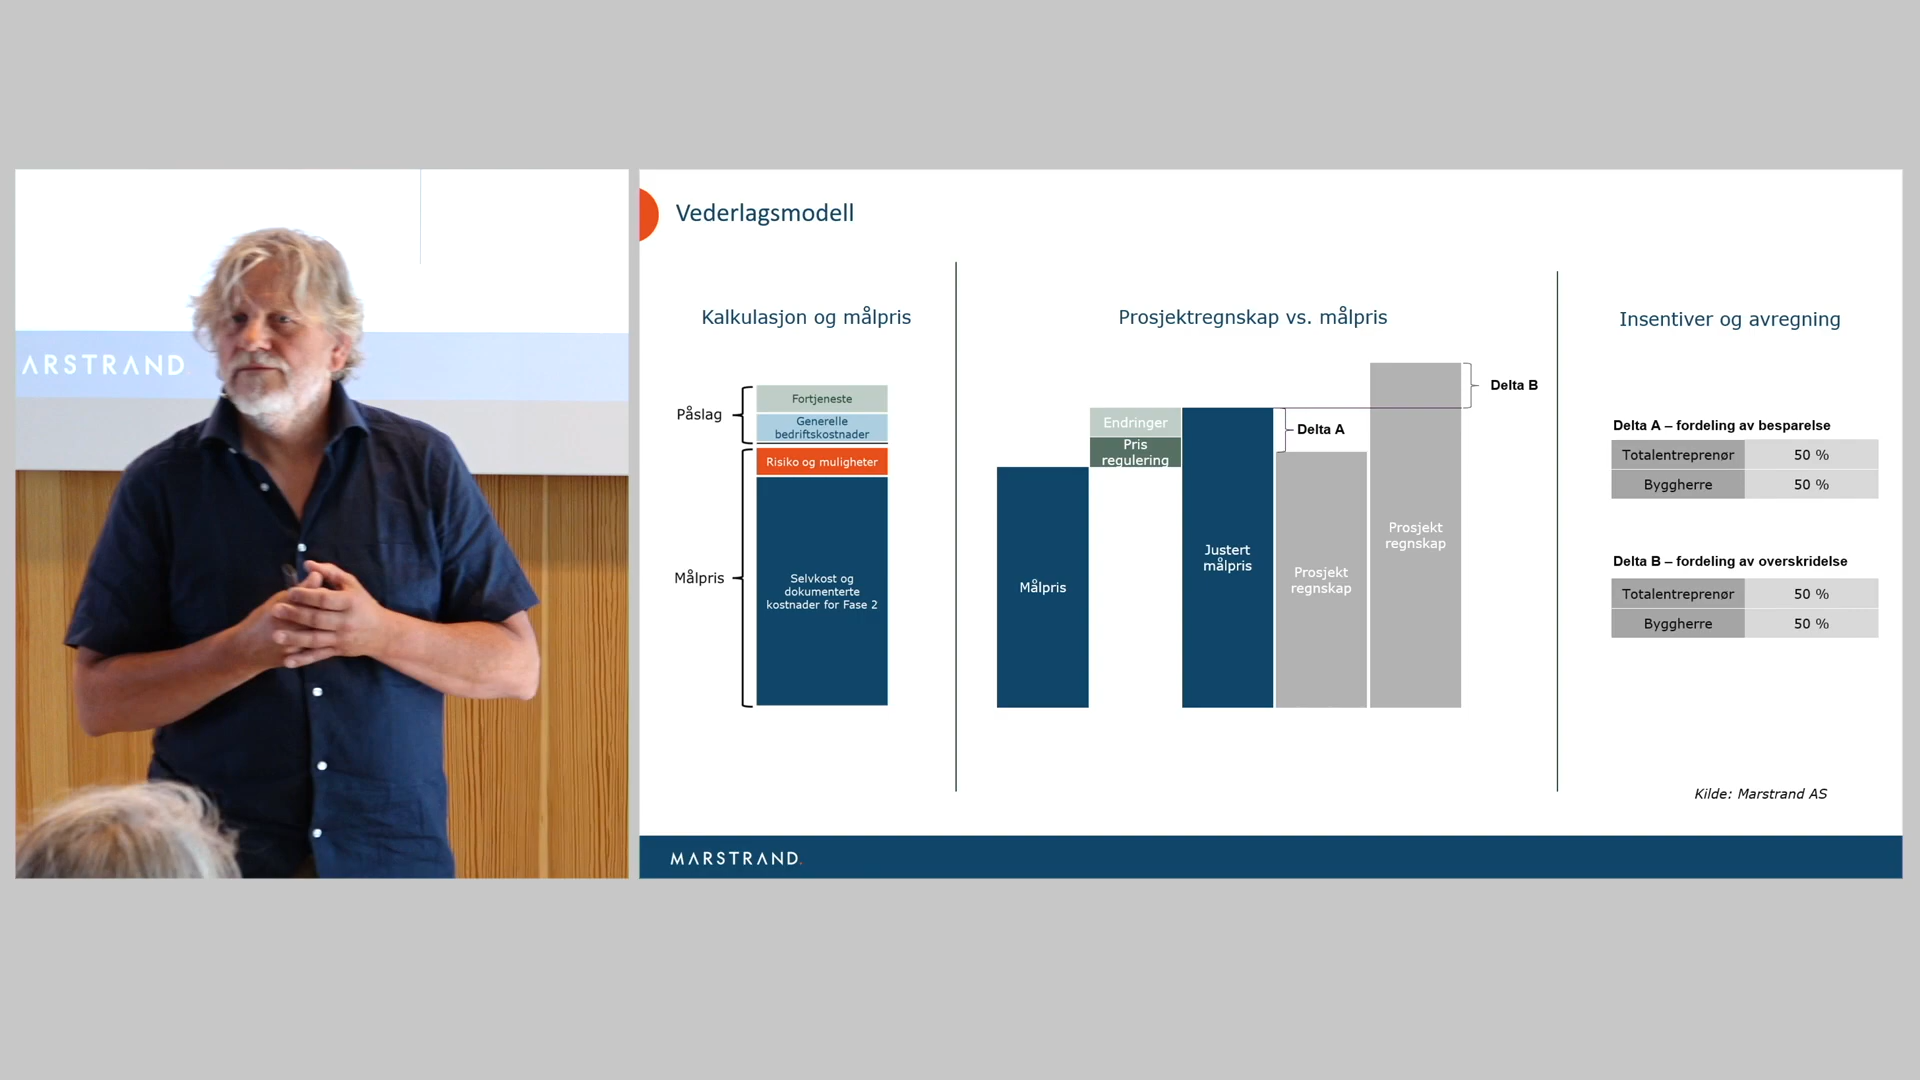 ARSTRAND
Vederlagsmodell
Kalkulasjon og målpris
Påslag
Fortjeneste
Generelle
bedriftskostnader
Risiko og muligheter
Målpris
Selvkost og
dokumenterte
kostnader for Fase 2
Prosjektregnskap vs. målpris
Målpris
Endringer
Pris
regulering
Justert
målpris
Delta A
Prosjekt
regnskap
Prosjekt
regnskap
Delta B
Insentiver og avregning
Delta A – fordeling av besparelse
Totalentreprenør 50 %
Byggherre 50 %
Delta B – fordeling av overskridelse
Totalentreprenør 50 %
Byggherre 50 %
Kilde: Marstrand AS
MARSTRAND.